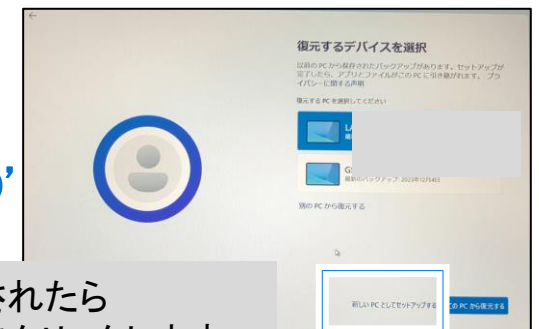 復元するデバイスを選択
以前の PC から保存されたバックアップがあります。セットアップが
完了したら、アプリとファイルがこの PC に引き継がれます。 プラ
イバシーに関する声明
復元する PC を選択してください
LA
GS
最新のバックアップ: 2023年12月4日
別の PC から復元する
新しい PC としてセットアップする
この PC から復元する
されたら